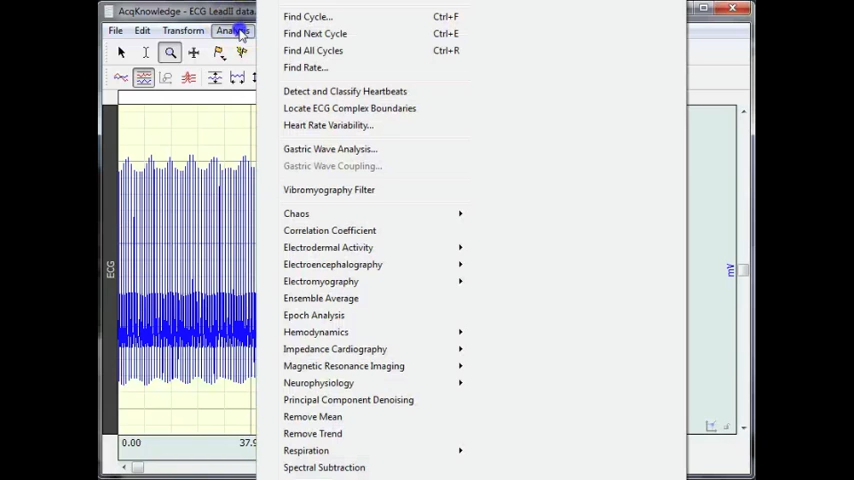 AcqKnowledge - ECG LeadII data.
File Edit Transform Analysis
Find Cycle... Ctrl+F
Find Next Cycle Ctrl+E
Find All Cycles Ctrl+R
Find Rate...
Detect and Classify Heartbeats
Locate ECG Complex Boundaries
Heart Rate Variability...
Gastric Wave Analysis...
Gastric Wave Coupling...
Vibromyography Filter
Chaos
Correlation Coefficient
Electrodermal Activity
Electroencephalography
Electromyography
Ensemble Average
Epoch Analysis
Hemodynamics
Impedance Cardiography
Magnetic Resonance Imaging
Neurophysiology
Principal Component Denoising
Remove Mean
Remove Trend
Respiration
Spectral Subtraction
ECG
mV
0.00 37.9